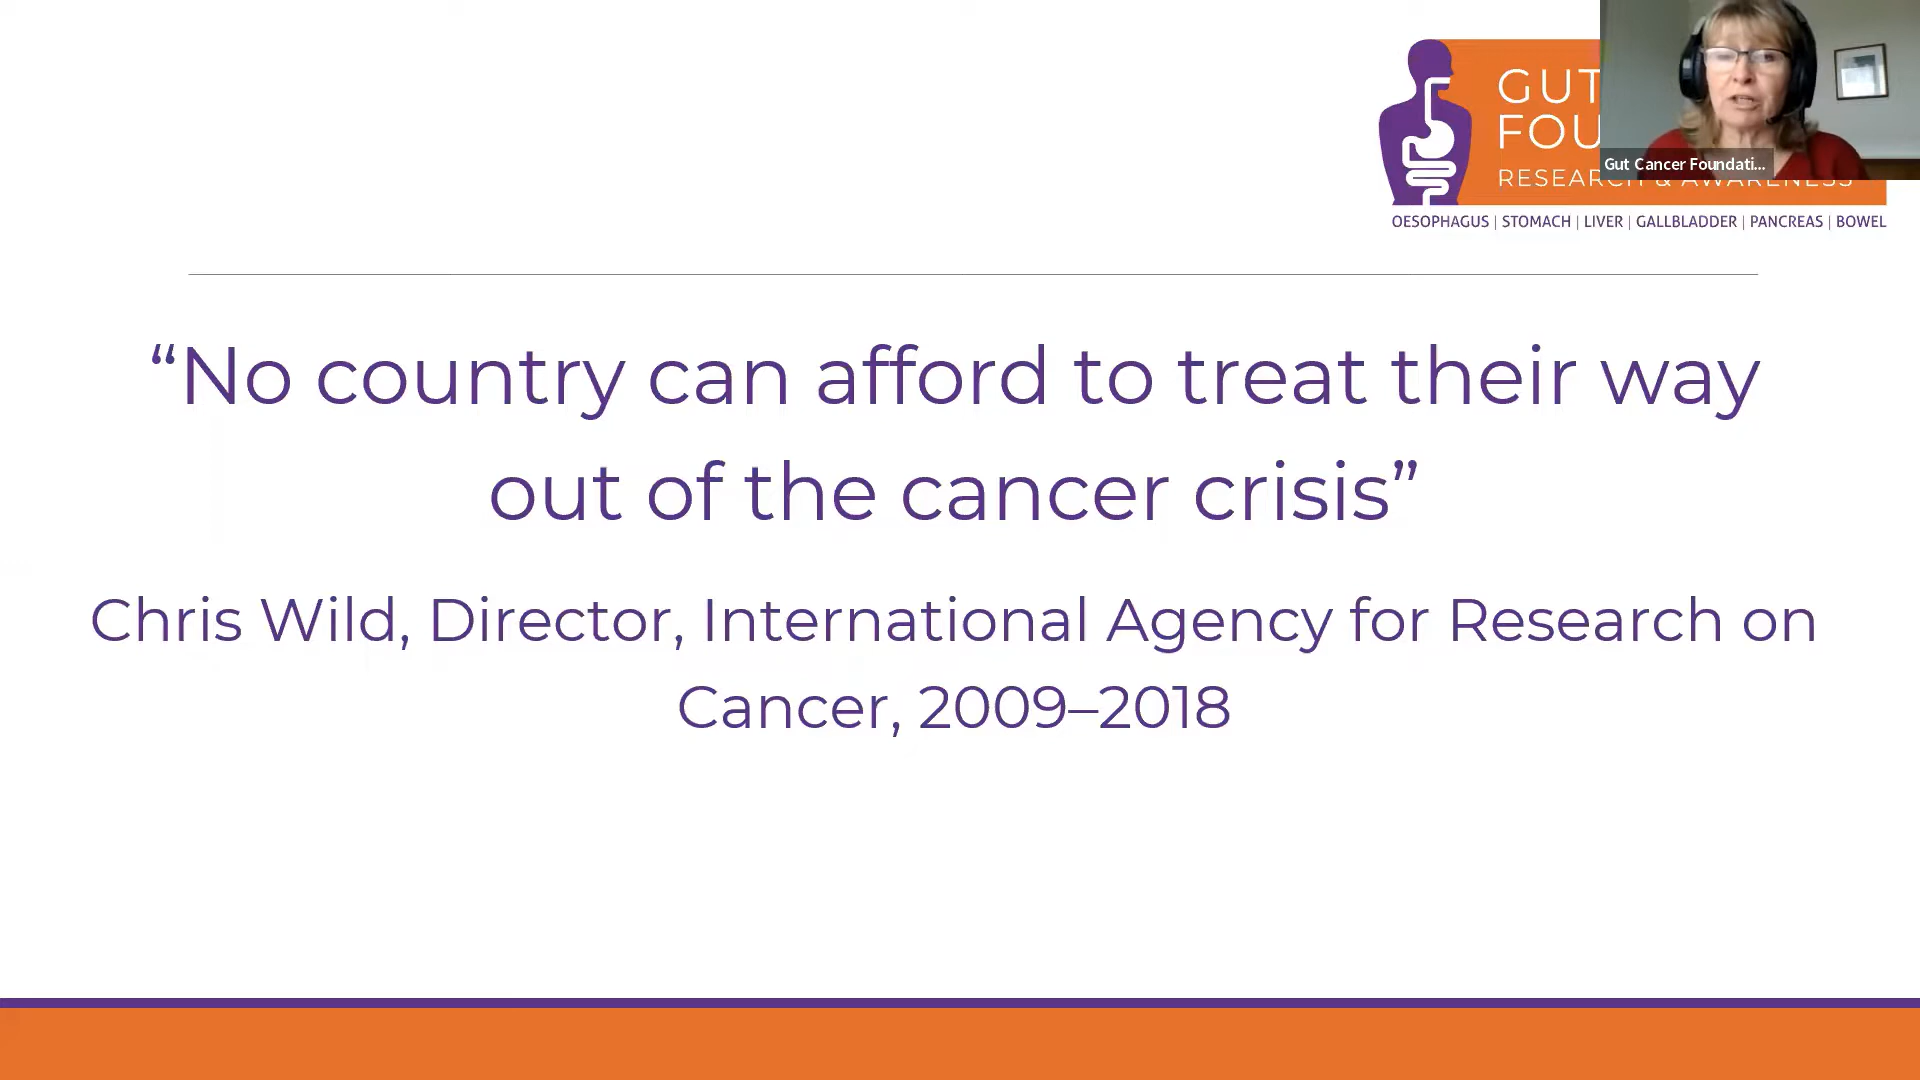 GUT
FOU
RESEARCH & AWARENESS
Gut Cancer Foundati...
OESOPHAGUS | STOMACH | LIVER | GALLBLADDER | PANCREAS | BOWEL
“No country can afford to treat their way
out of the cancer crisis”
Chris Wild, Director, International Agency for Research on
Cancer, 2009–2018